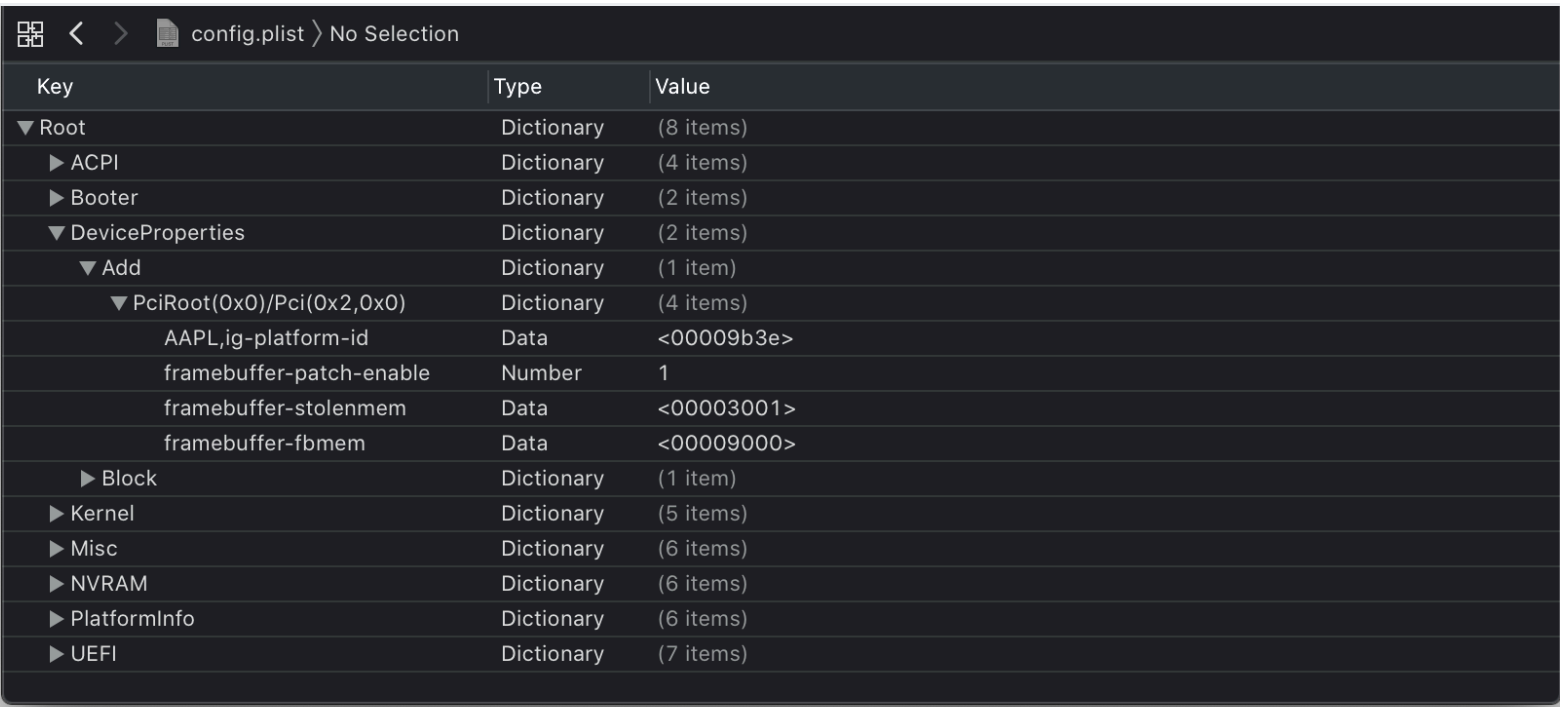 config.plist 〉 No Selection
Key Type Value
Root Dictionary (8 items)
ACPI Dictionary (4 items)
Booter Dictionary (2 items)
DeviceProperties Dictionary (2 items)
Add Dictionary (1 item)
PciRoot(0x0)/Pci(0x2,0x0) Dictionary (4 items)
AAPL,ig-platform-id Data <00009b3e>
framebuffer-patch-enable Number 1
framebuffer-stolenmem Data <00003001>
framebuffer-fbmem Data <00009000>
Block Dictionary (1 item)
Kernel Dictionary (5 items)
Misc Dictionary (6 items)
NVRAM Dictionary (6 items)
PlatformInfo Dictionary (6 items)
UEFI Dictionary (7 items)